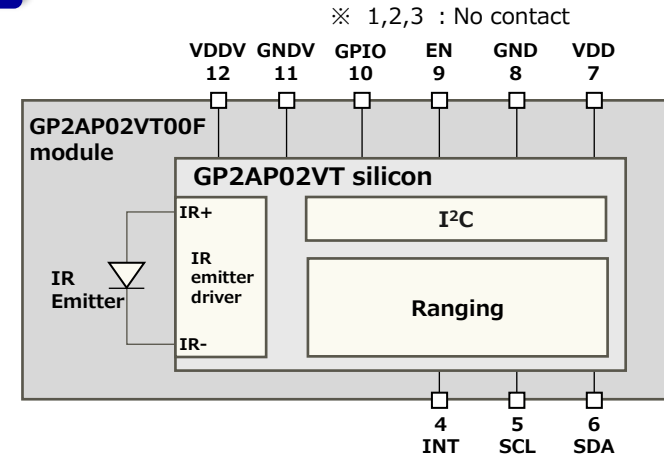 ※ 1,2,3 : No contact
VDDV GNDV GPIO EN GND VDD
12 11 10 9 8 7
GP2AP02VT00F
module
GP2AP02VT silicon
IR+
I²C
IR
emitter
driver
IR
Emitter
Ranging
IR-
4 5 6
INT SCL SDA